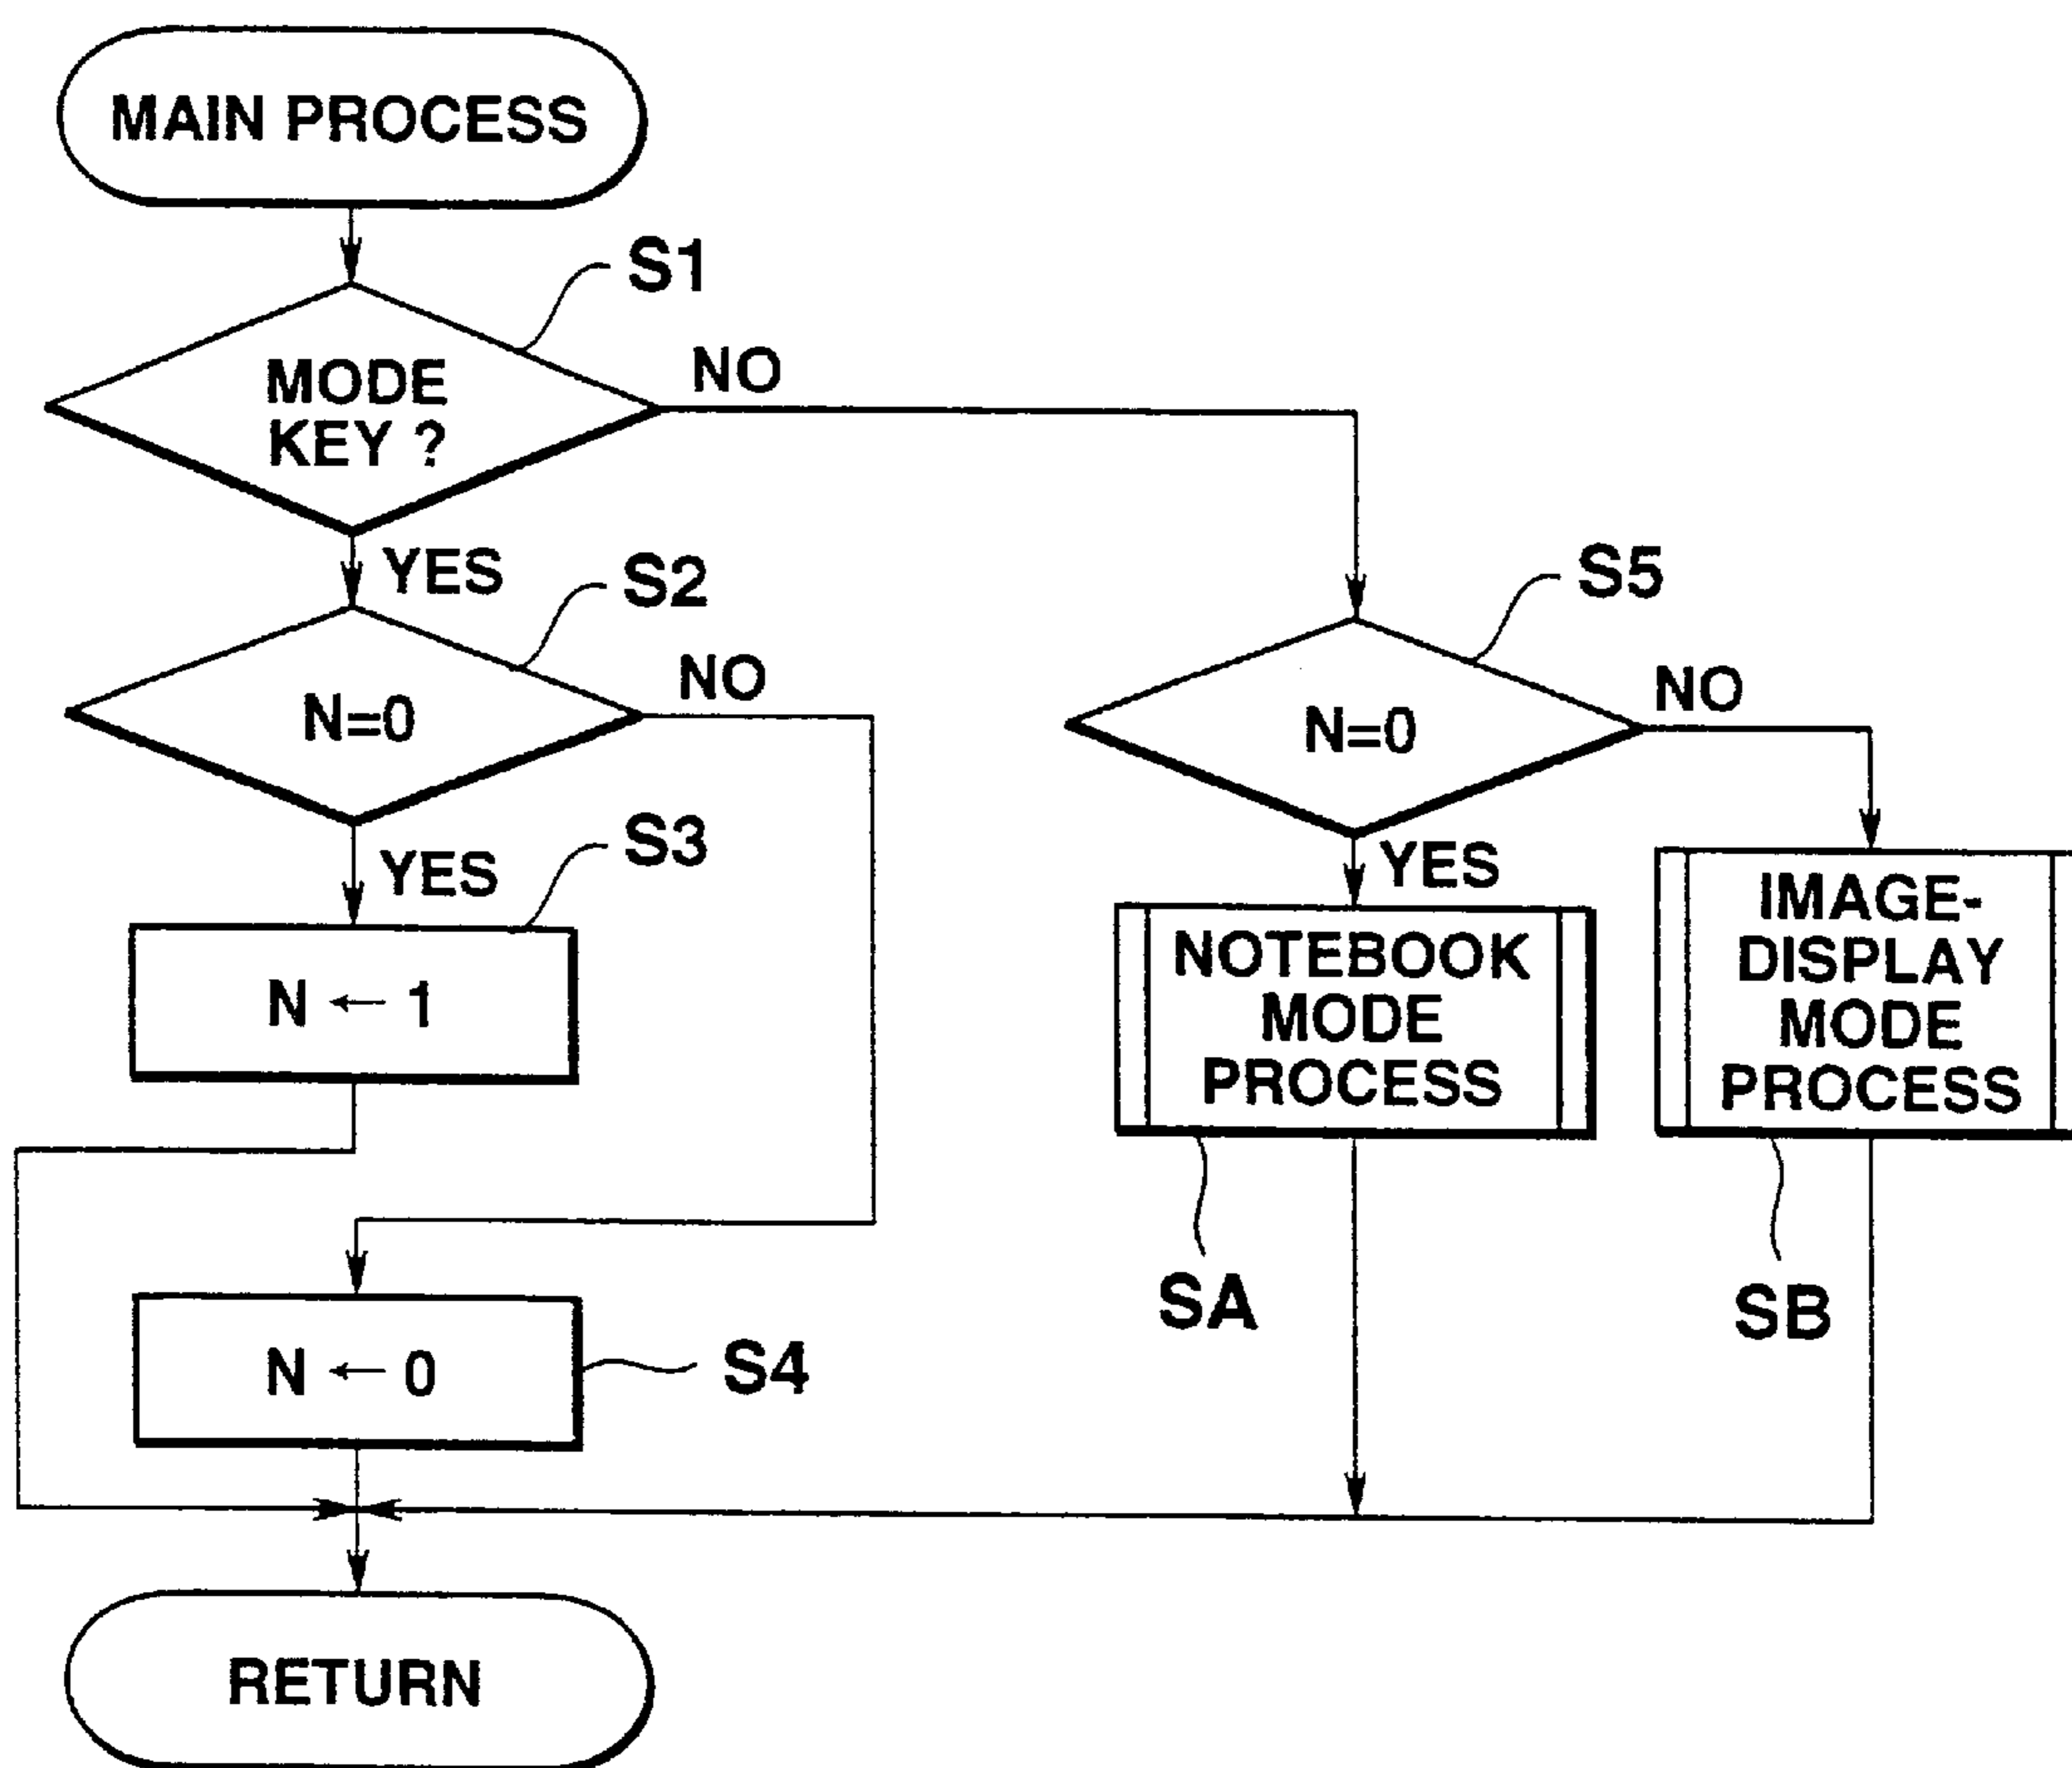 MAIN PROCESS
S1
MODE
KEY ?
NO
YES
S2
N=0
NO
YES
S3
N ← 1
N ← 0
S4
S5
N=0
NO
YES
NOTEBOOK
MODE
PROCESS
SA
IMAGE-
DISPLAY
MODE
PROCESS
SB
RETURN